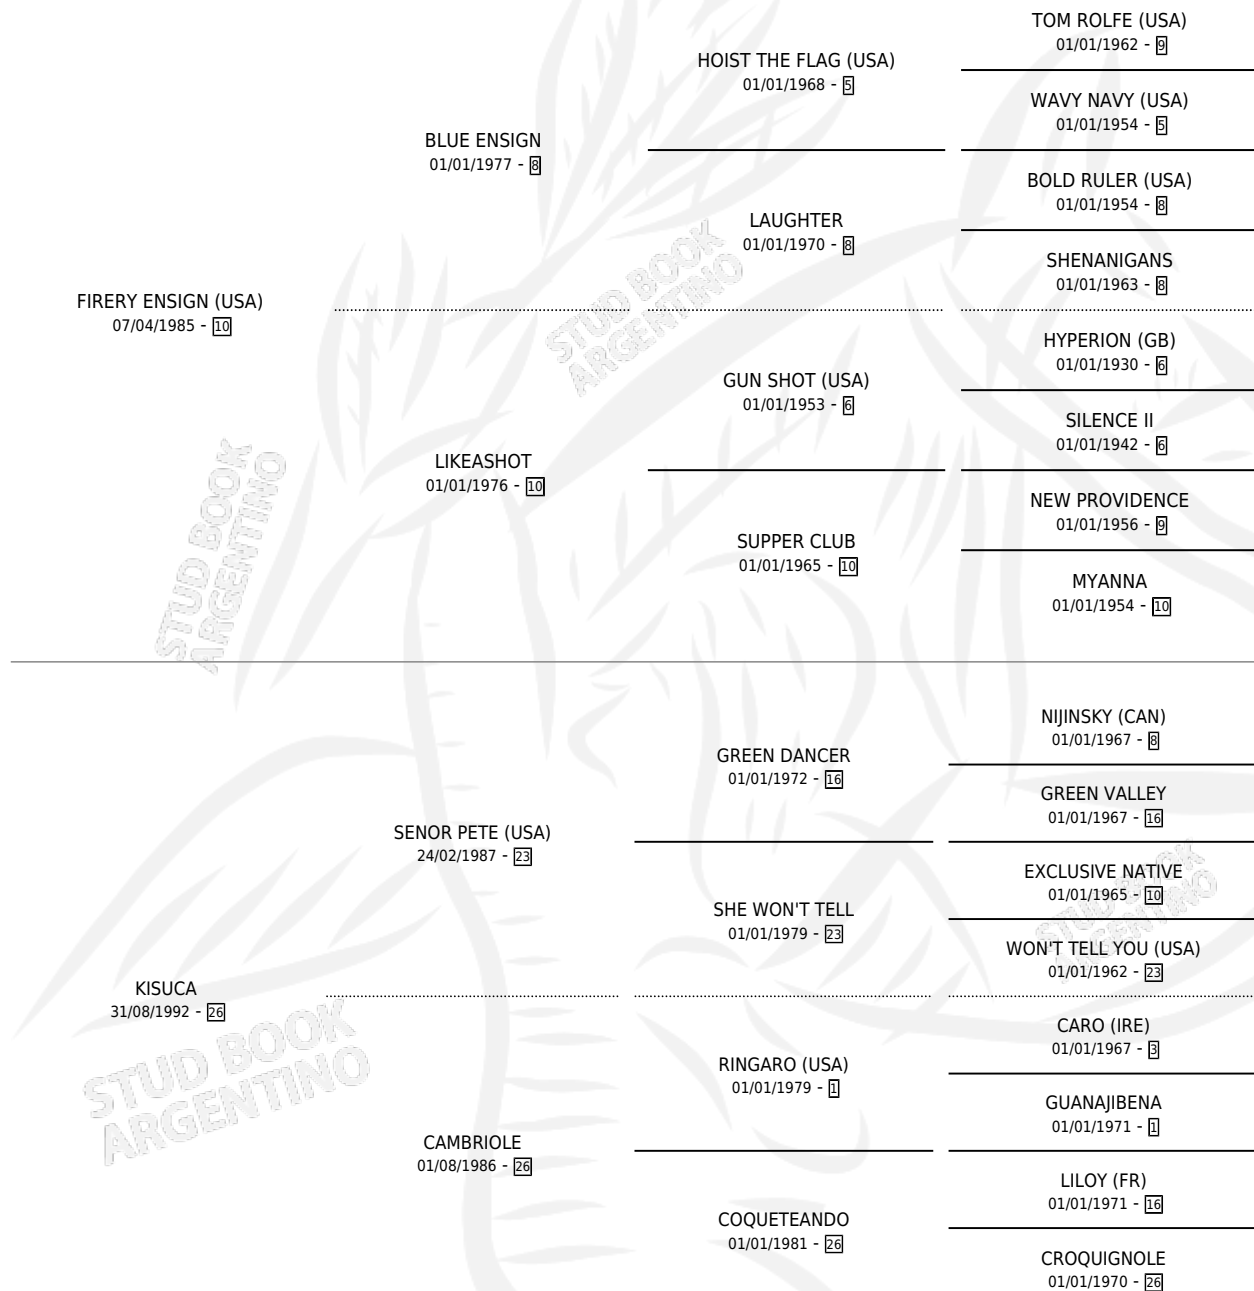 TOM ROLFE (USA)
01/01/1962 - 9
HOIST THE FLAG (USA)
01/01/1968 - 5
WAVY NAVY (USA)
01/01/1954 - 5
BLUE ENSIGN
01/01/1977 - 8
BOLD RULER (USA)
01/01/1954 - 8
LAUGHTER
01/01/1970 - 8
SHENANIGANS
01/01/1963 - 8
FIRERY ENSIGN (USA)
07/04/1985 - 10
HYPERION (GB)
01/01/1930 - 6
GUN SHOT (USA)
01/01/1953 - 6
SILENCE II
01/01/1942 - 6
LIKEASHOT
01/01/1976 - 10
NEW PROVIDENCE
01/01/1956 - 9
SUPPER CLUB
01/01/1965 - 10
MYANNA
01/01/1954 - 10
NIJINSKY (CAN)
01/01/1967 - 8
GREEN DANCER
01/01/1972 - 16
GREEN VALLEY
01/01/1967 - 16
SENOR PETE (USA)
24/02/1987 - 23
EXCLUSIVE NATIVE
01/01/1965 - 10
SHE WON'T TELL
01/01/1979 - 23
WON'T TELL YOU (USA)
01/01/1962 - 23
KISUCA
31/08/1992 - 26
CARO (IRE)
01/01/1967 - 3
RINGARO (USA)
01/01/1979 - 1
GUANAJIBENA
01/01/1971 - 1
CAMBRIOLE
01/08/1986 - 26
LILOY (FR)
01/01/1971 - 16
COQUETEANDO
01/01/1981 - 26
CROQUIGNOLE
01/01/1970 - 26
STUD BOOK
ARGENTINO
STUD BOOK
ARGENTINO
STUD BOOK
ARGENTINO
STUD BOOK
ARGENTINO